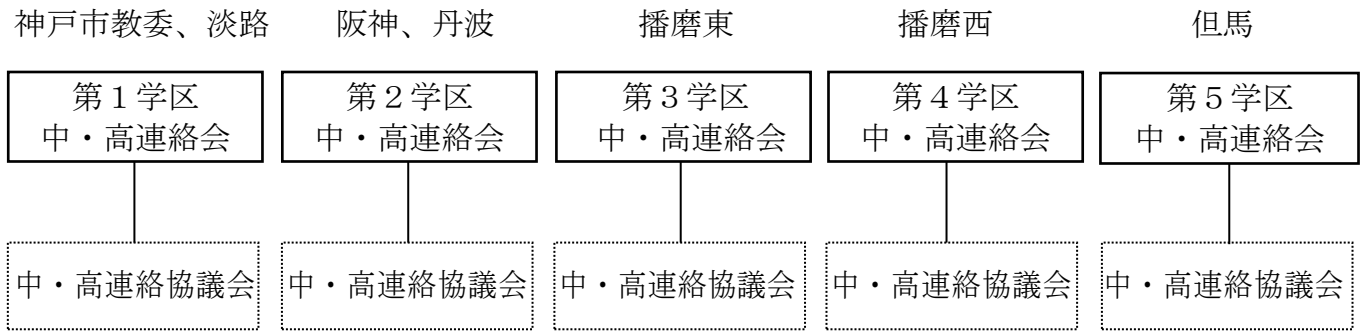 神戸市教委、淡路
阪神、丹波
播磨東
播磨西
但馬
第１学区
中・高連絡会
第２学区
中・高連絡会
第３学区
中・高連絡会
第４学区
中・高連絡会
第５学区
中・高連絡会
中・高連絡協議会
中・高連絡協議会
中・高連絡協議会
中・高連絡協議会
中・高連絡協議会